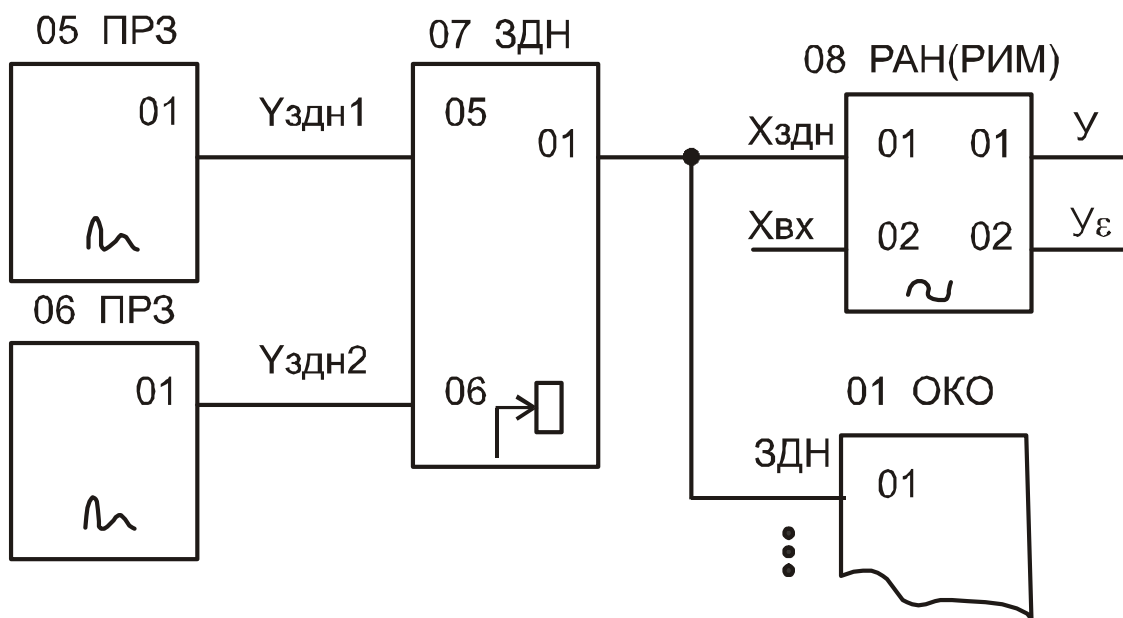 05 ПРЗ
01
Yздн1
07 ЗДН
05
01
08 РАН(РИМ)
Xздн
01 01
У
Xвх
02 02
Уε
06 ПРЗ
01
Yздн2
06
01 ОКО
ЗДН
01